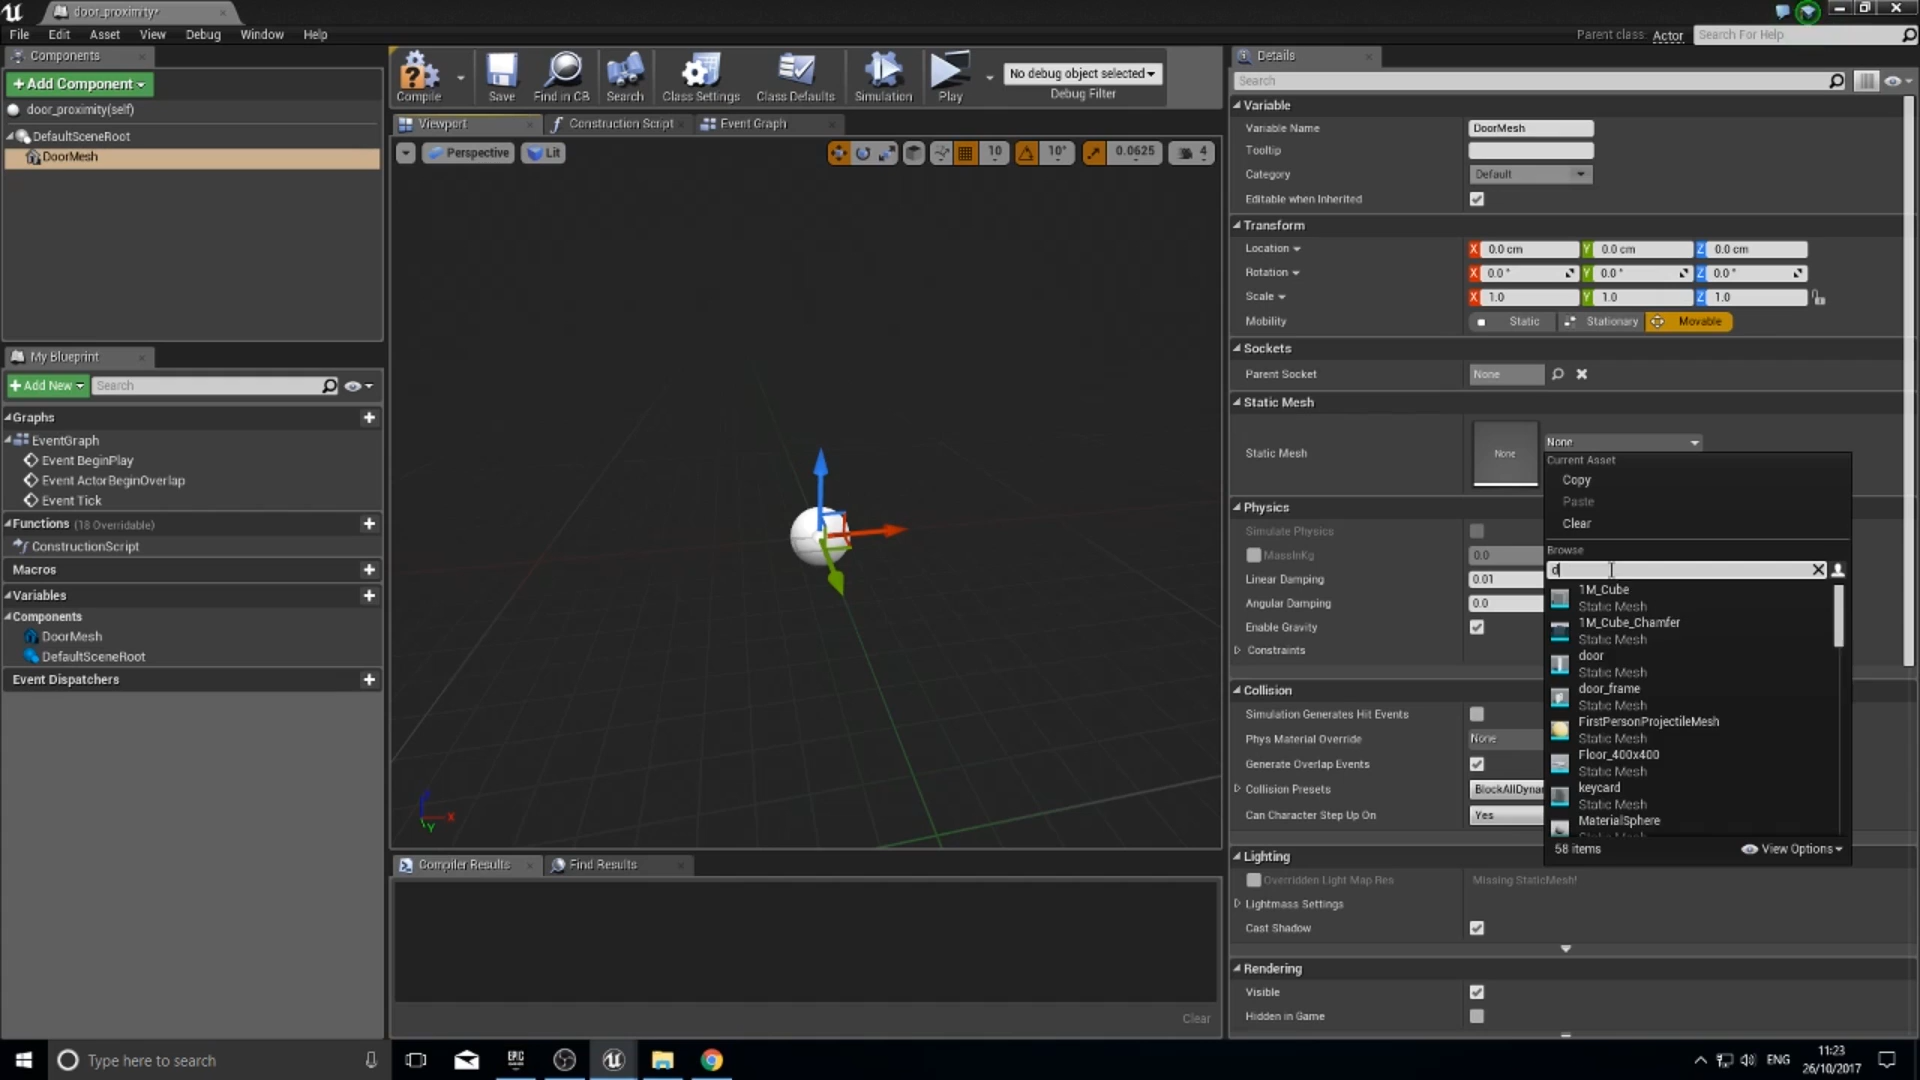 door_proximity*
File Edit Asset View Debug Window Help
Parent class: Actor Search For Help
Components
+Add Component
door_proximity(self)
DefaultSceneRoot
DoorMesh
My Blueprint
+Add New Search
Graphs
EventGraph
Event BeginPlay
Event ActorBeginOverlap
Event Tick
Functions (18 Overridable)
ConstructionScript
Macros
Variables
Components
DoorMesh
DefaultSceneRoot
Event Dispatchers
Compile Save Find in CB Search Class Settings Class Defaults Simulation Play
No debug object selected
Debug Filter
Viewport Construction Script Event Graph
Perspective Lit 10 10° 0.0625 4
X
Y
Compiler Results Find Results
Clear
Details
Search
Variable
Variable Name DoorMesh
Tooltip
Category Default
Editable when Inherited
Transform
Location X 0.0 cm Y 0.0 cm Z 0.0 cm
Rotation X 0.0 ° Y 0.0 ° Z 0.0 °
Scale X 1.0 Y 1.0 Z 1.0
Mobility Static Stationary Movable
Sockets
Parent Socket None
Static Mesh
Static Mesh None None
Current Asset
Copy
Paste
Clear
Browse
d
1M_Cube
Static Mesh
1M_Cube_Chamfer
Static Mesh
door
Static Mesh
door_frame
Static Mesh
FirstPersonProjectileMesh
Static Mesh
Floor_400x400
Static Mesh
keycard
Static Mesh
MaterialSphere
58 items View Options
Physics
Simulate Physics
MassInKg 0.0
Linear Damping 0.01
Angular Damping 0.0
Enable Gravity
Constraints
Collision
Simulation Generates Hit Events
Phys Material Override None
Generate Overlap Events
Collision Presets BlockAllDyna
Can Character Step Up On Yes
Lighting
Overridden Light Map Res Missing StaticMesh!
Lightmass Settings
Cast Shadow
Rendering
Visible
Hidden in Game
Type here to search
EPIC
ENG
11:23
26/10/2017